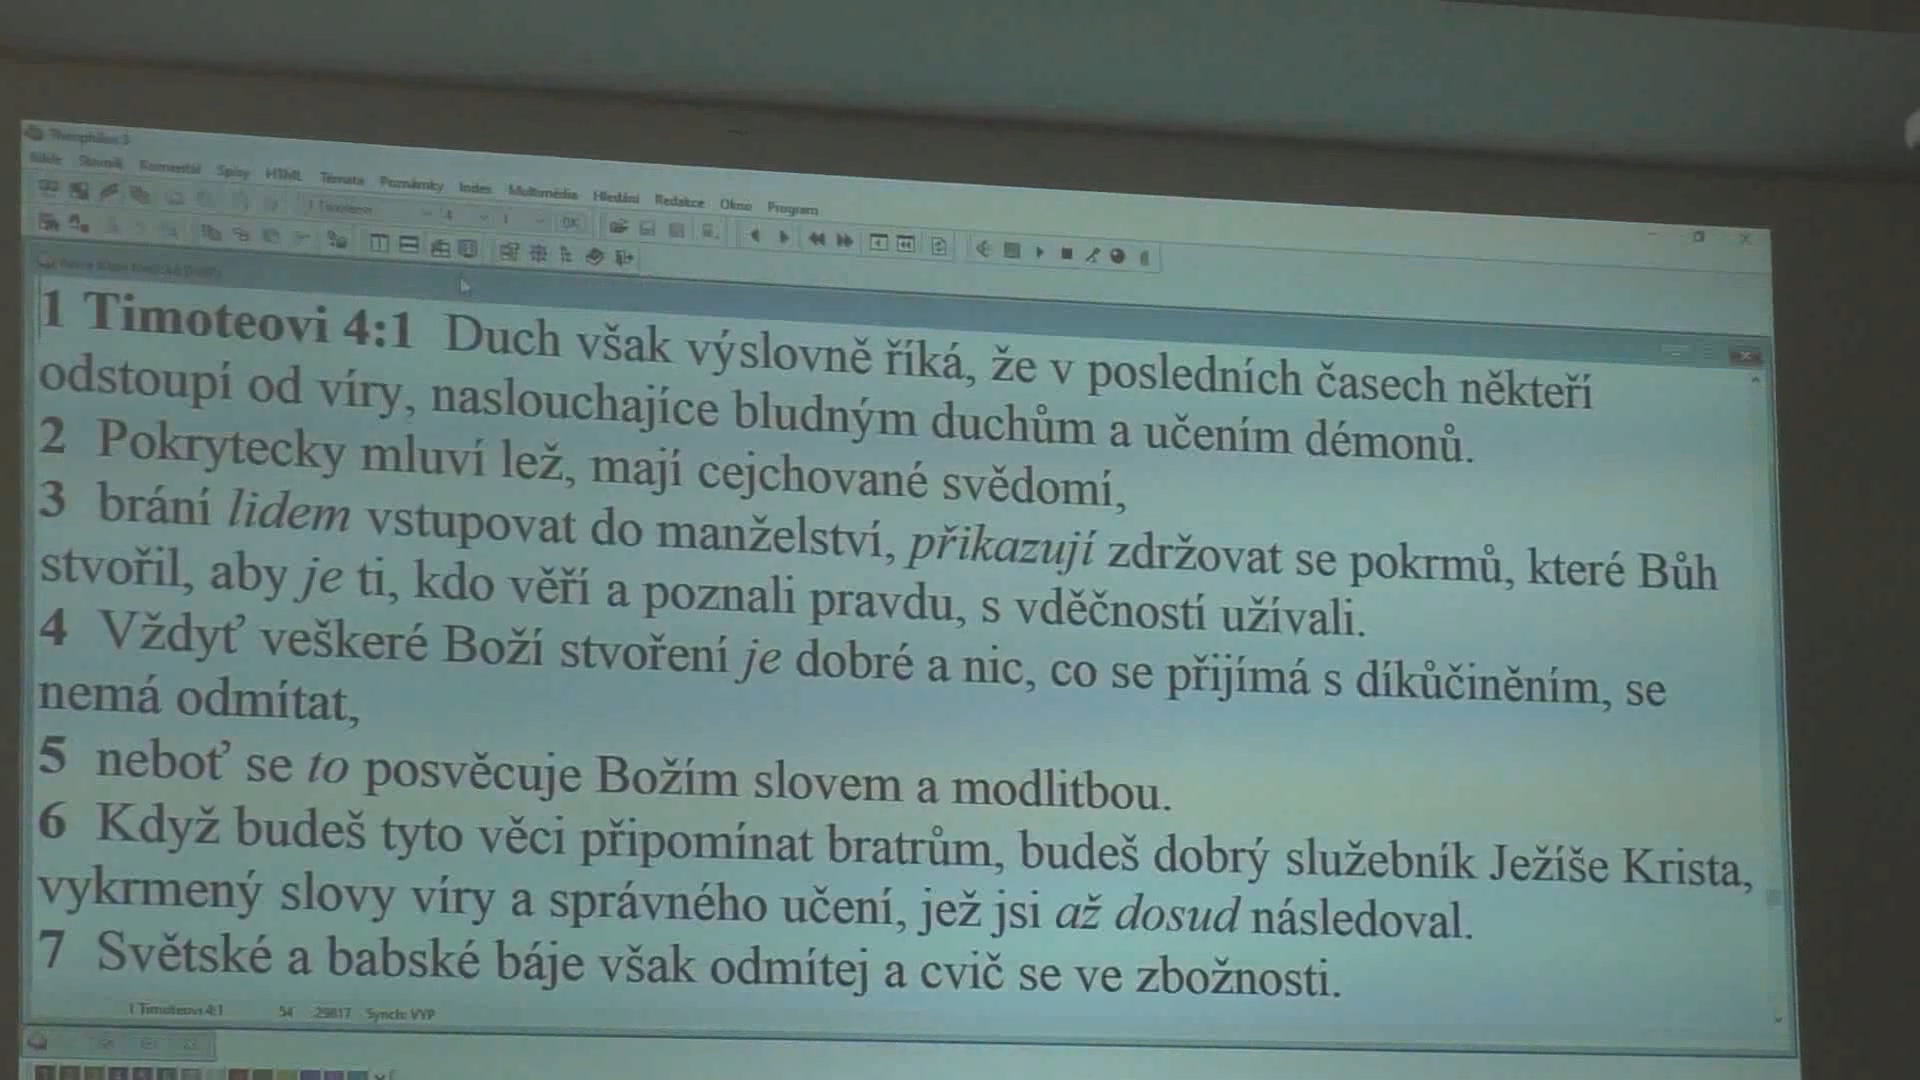 Theophilos 3
Bible Slovník Komentář Spisy HTML Témata Poznámky Index Multimédia Hledání Redakce Okno Program
1 Timoteovi 4 1 OK
1 Timoteovi 4:1 Duch však výslovně říká, že v posledních časech někteří
odstoupí od víry, naslouchajíce bludným duchům a učením démonů.
2 Pokrytecky mluví lež, mají cejchované svědomí,
3 brání lidem vstupovat do manželství, přikazují zdržovat se pokrmů, které Bůh
stvořil, aby je ti, kdo věří a poznali pravdu, s vděčností užívali.
4 Vždyť veškeré Boží stvoření je dobré a nic, co se přijímá s díkůčiněním, se
nemá odmítat,
5 neboť se to posvěcuje Božím slovem a modlitbou.
6 Když budeš tyto věci připomínat bratrům, budeš dobrý služebník Ježíše Krista,
vykrmený slovy víry a správného učení, jež jsi až dosud následoval.
7 Světské a babské báje však odmítej a cvič se ve zbožnosti.
1 Timoteovi 4:1 54 29817 Synch: VYP